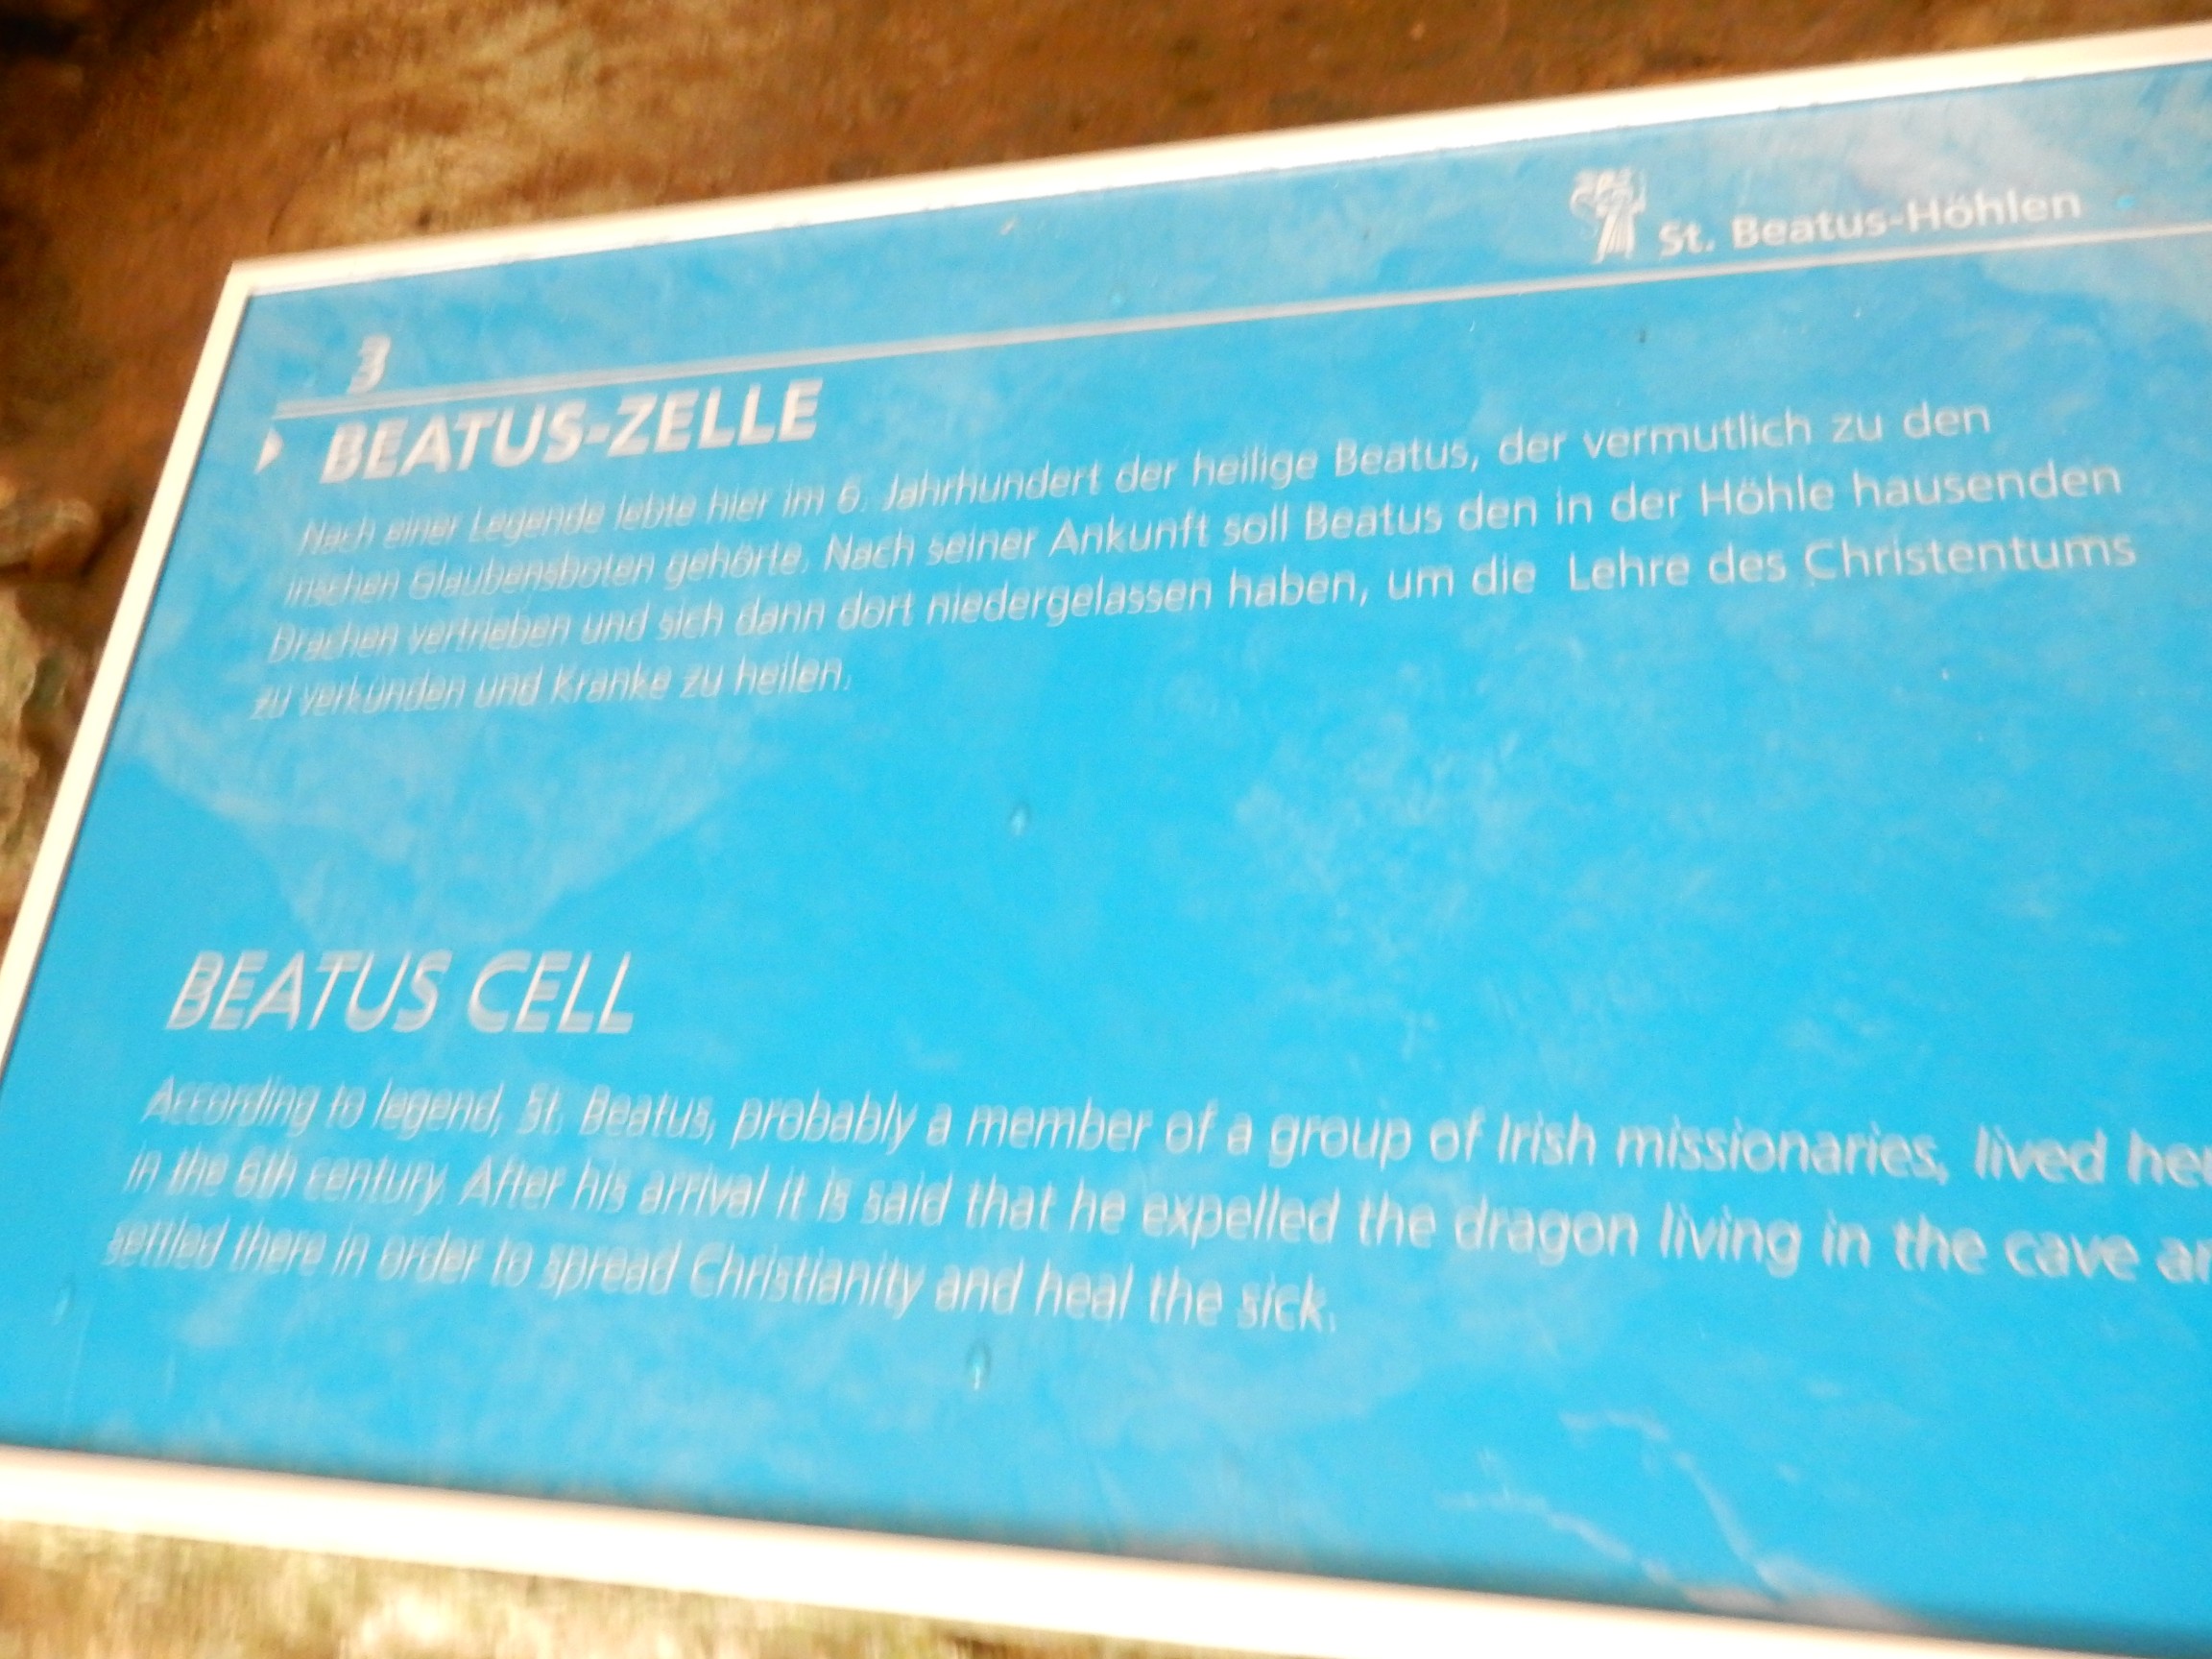 St. Beatus-Höhlen
3
BEATUS-ZELLE
Nach einer Legende lebte hier im 6. Jahrhundert der heilige Beatus, der vermutlich zu den
irischen Glaubensboten gehörte. Nach seiner Ankunft soll Beatus den in der Höhle hausenden
Drachen vertrieben und sich dann dort niedergelassen haben, um die Lehre des Christentums
zu verkünden und Kranke zu heilen.
BEATUS CELL
According to legend, St. Beatus, probably a member of a group of Irish missionaries, lived
in the 6th century. After his arrival it is said that he expelled the dragon living in the cave
settled there in order to spread Christianity and heal the sick.